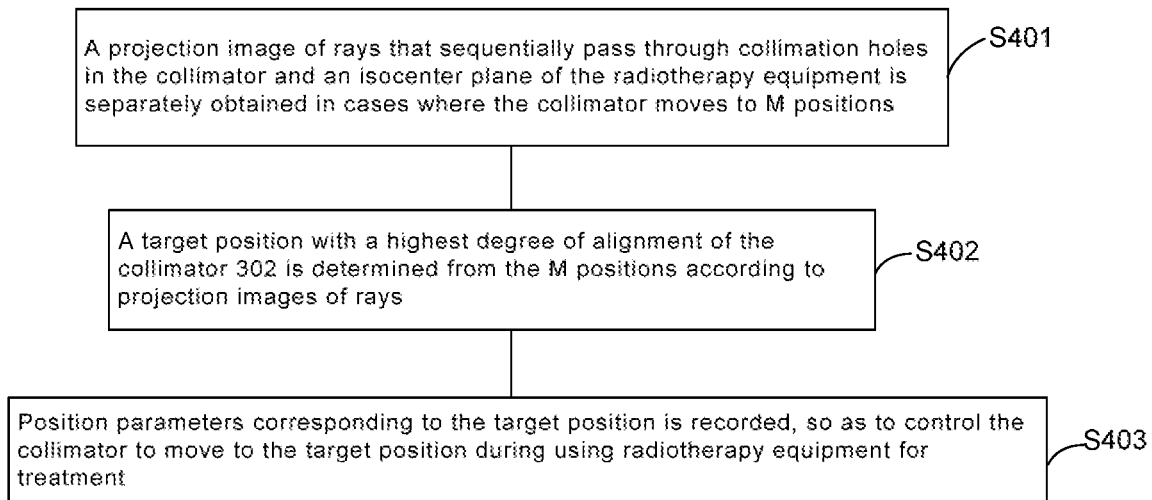 A projection image of rays that sequentially pass through collimation holes
in the collimator and an isocenter plane of the radiotherapy equipment is
separately obtained in cases where the collimator moves to M positions
S401
A target position with a highest degree of alignment of the
collimator 302 is determined from the M positions according to
projection images of rays
S402
Position parameters corresponding to the target position is recorded, so as to control the
collimator to move to the target position during using radiotherapy equipment for
treatment
S403